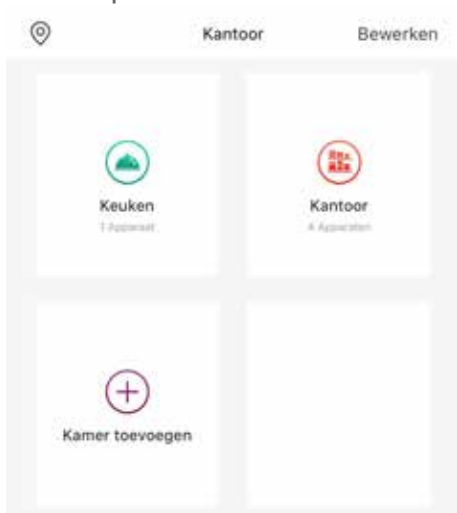 Kantoor Bewerken
Keuken Kantoor
1 Apparaat 4 Apparaten
Kamer toevoegen